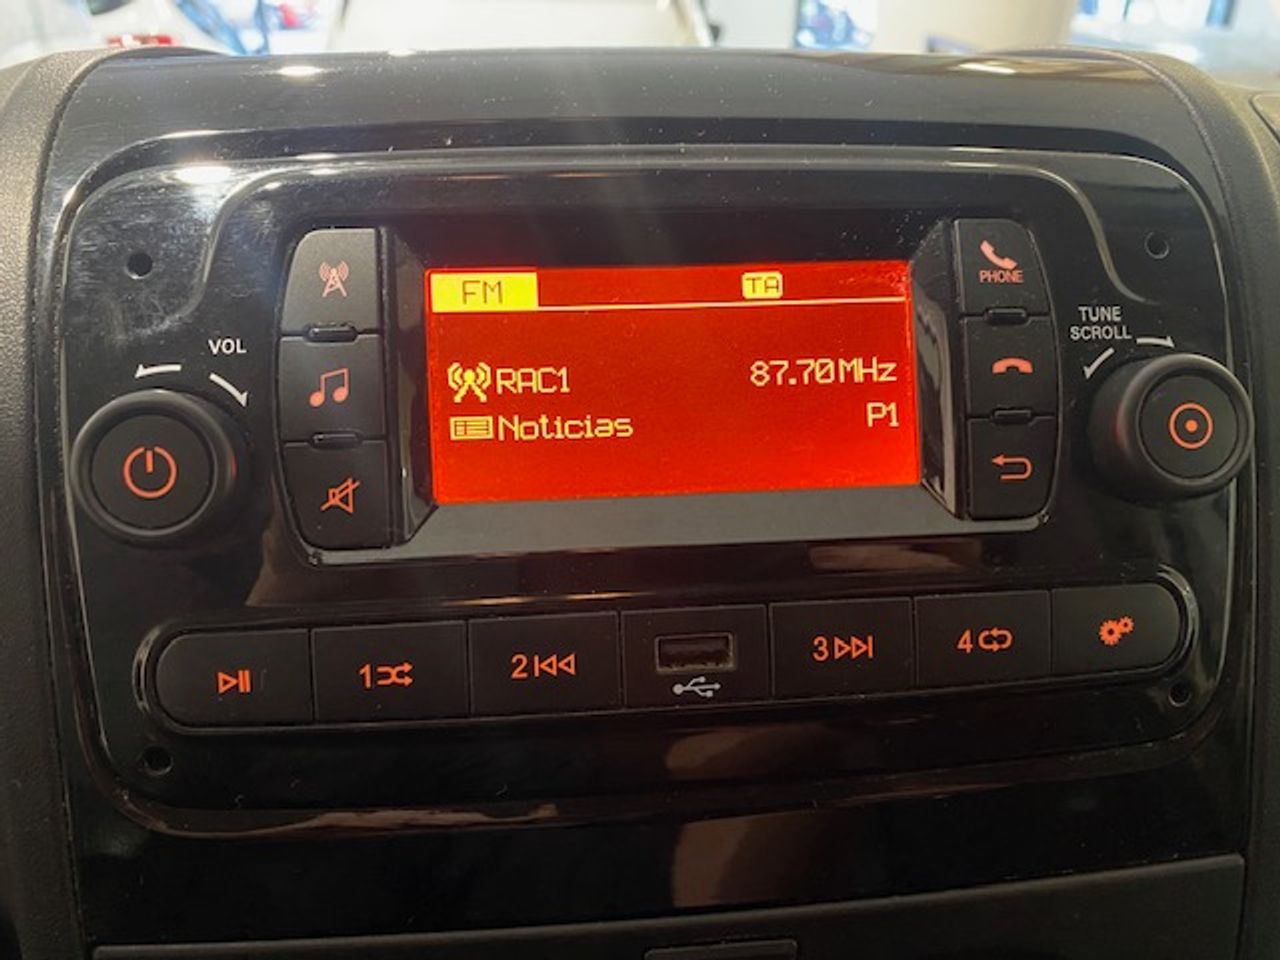 FM TA
RAC1 87.70MHz
Noticias P1
VOL
PHONE
TUNE
SCROLL
1
2
3
4